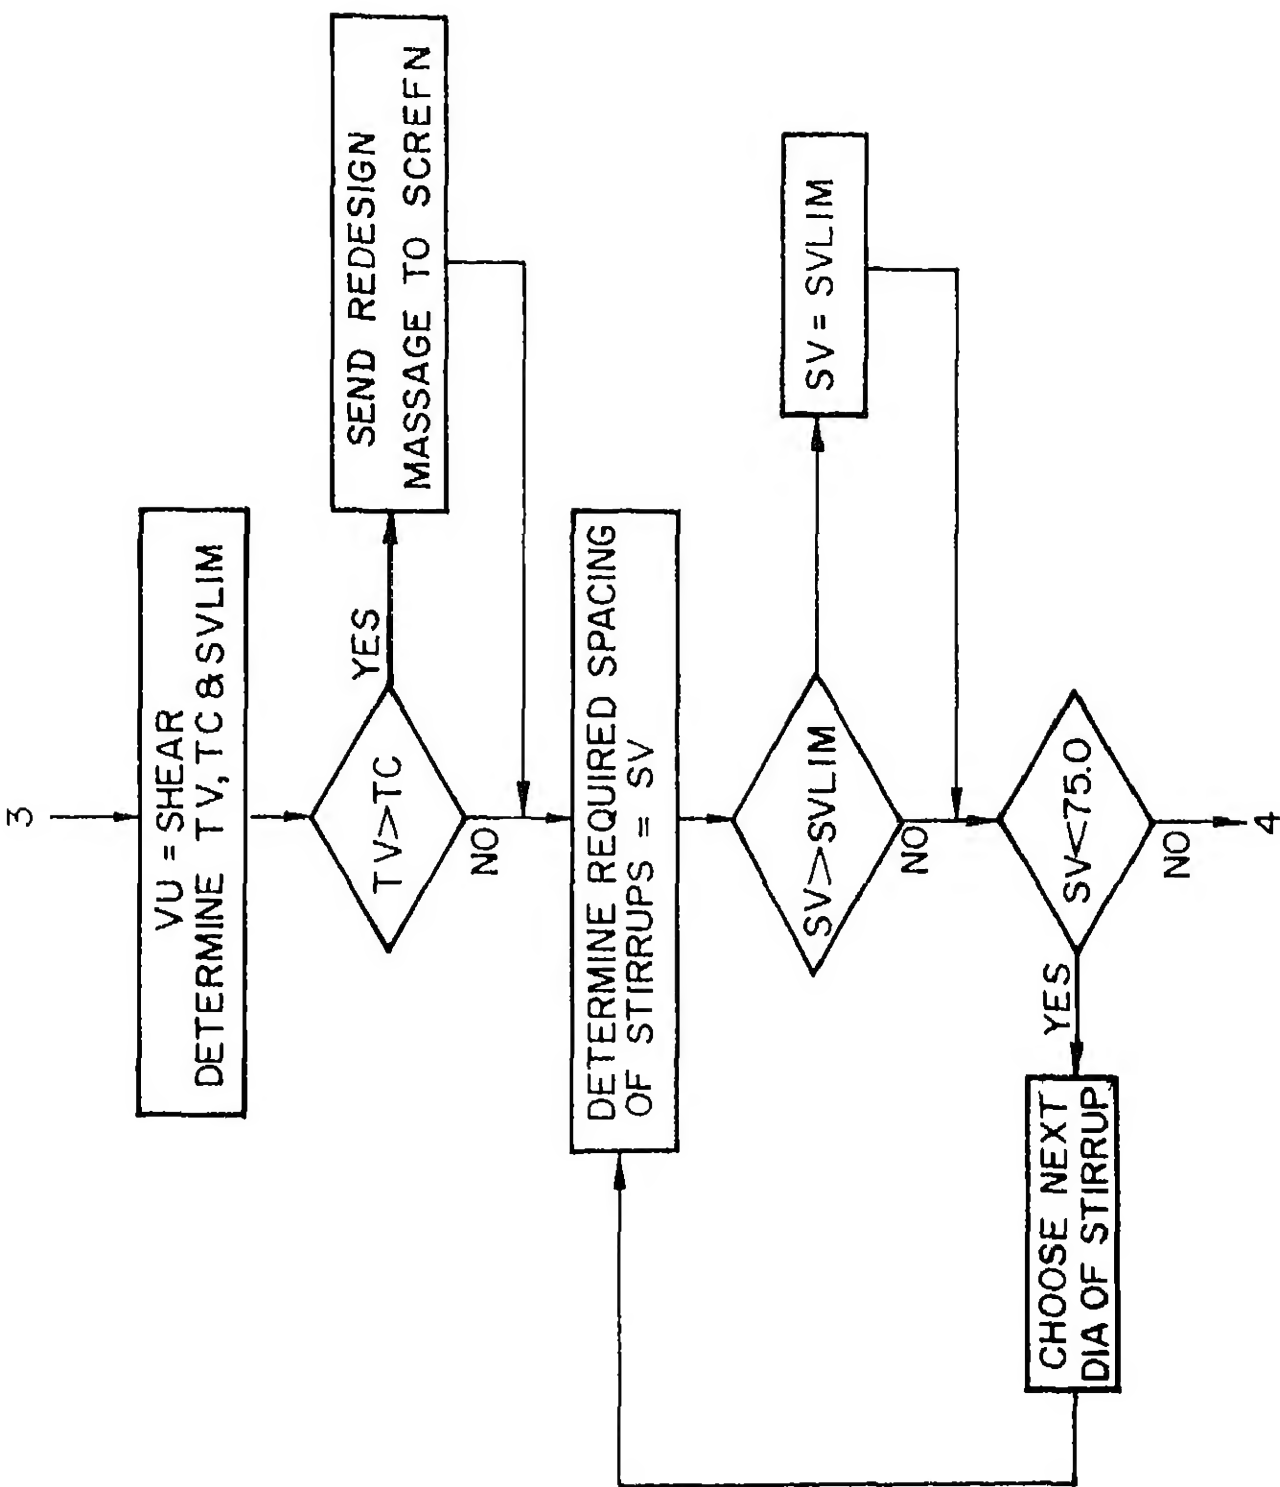 3
VU = SHEAR
DETERMINE TV, TC & SVLIM
TV>TC
YES
SEND REDESIGN
MASSAGE TO SCREFN
NO
DETERMINE REQUIRED SPACING
OF STIRRUPS = SV
SV>SVLIM
SV = SVLIM
NO
SV<75.0
YES
CHOOSE NEXT
DIA OF STIRRUP
NO
4